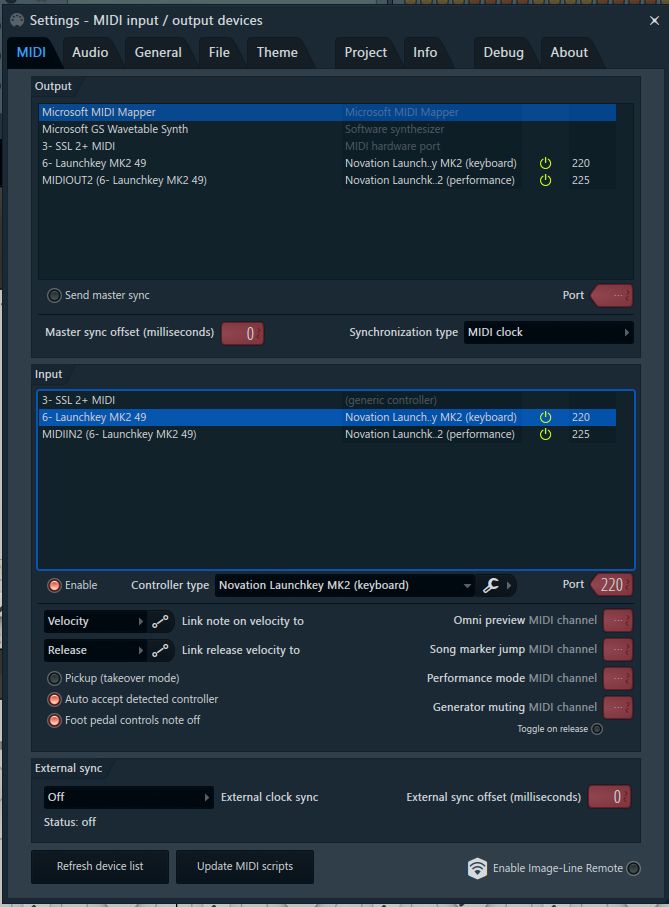 Settings - MIDI input / output devices
MIDI Audio General File Theme Project Info Debug About
Output
Microsoft MIDI Mapper Microsoft MIDI Mapper
Microsoft GS Wavetable Synth Software synthesizer
3- SSL 2+ MIDI MIDI hardware port
6- Launchkey MK2 49 Novation Launch..y MK2 (keyboard) 220
MIDIOUT2 (6- Launchkey MK2 49) Novation Launchk..2 (performance) 225
Send master sync Port ...
Master sync offset (milliseconds) 0 Synchronization type MIDI clock
Input
3- SSL 2+ MIDI (generic controller)
6- Launchkey MK2 49 Novation Launch..y MK2 (keyboard) 220
MIDIIN2 (6- Launchkey MK2 49) Novation Launchk..2 (performance) 225
Enable Controller type Novation Launchkey MK2 (keyboard) Port 220
Velocity Link note on velocity to Omni preview MIDI channel ...
Release Link release velocity to Song marker jump MIDI channel ...
Pickup (takeover mode) Performance mode MIDI channel ...
Auto accept detected controller
Foot pedal controls note off Generator muting MIDI channel ...
Toggle on release
External sync
Off External clock sync External sync offset (milliseconds) 0
Status: off
Refresh device list Update MIDI scripts Enable Image-Line Remote